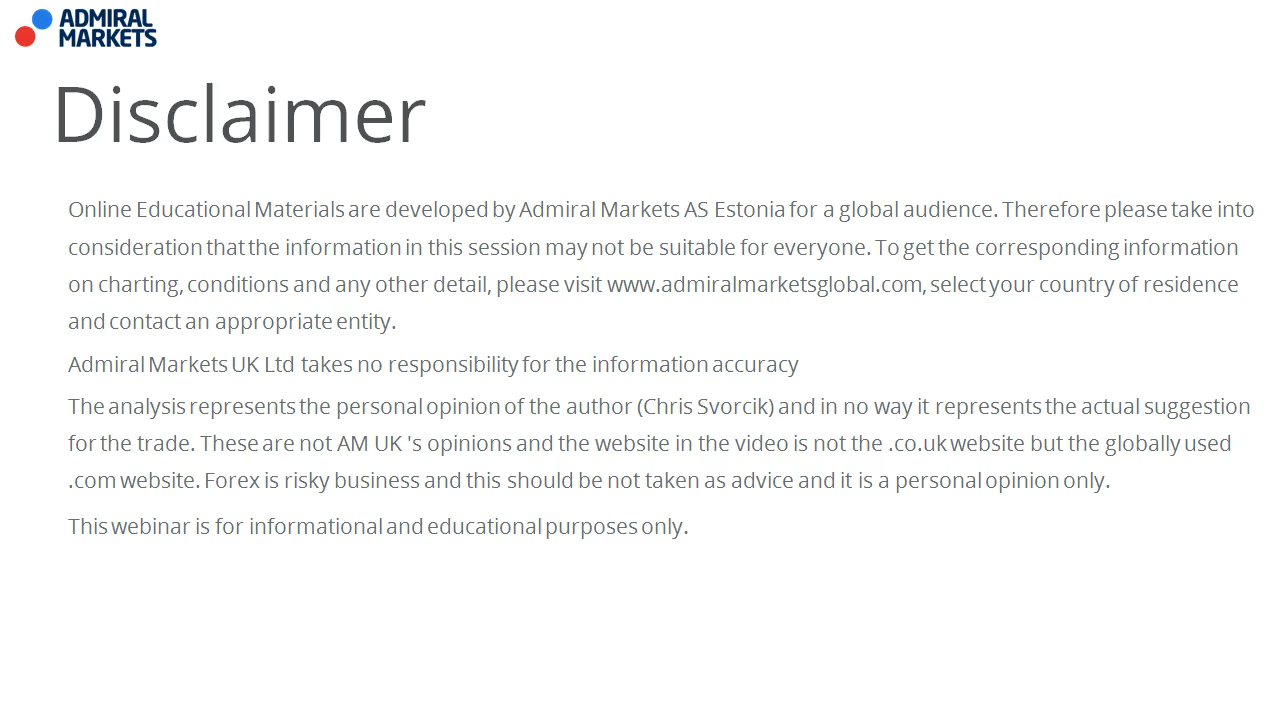 ADMIRAL
MARKETS
Disclaimer
Online Educational Materials are developed by Admiral Markets AS Estonia for a global audience. Therefore please take into
consideration that the information in this session may not be suitable for everyone. To get the corresponding information
on charting, conditions and any other detail, please visit www.admiralmarketsglobal.com, select your country of residence
and contact an appropriate entity.
Admiral Markets UK Ltd takes no responsibility for the information accuracy
The analysis represents the personal opinion of the author (Chris Svorcik) and in no way it represents the actual suggestion
for the trade. These are not AM UK 's opinions and the website in the video is not the .co.uk website but the globally used
.com website. Forex is risky business and this should be not taken as advice and it is a personal opinion only.
This webinar is for informational and educational purposes only.